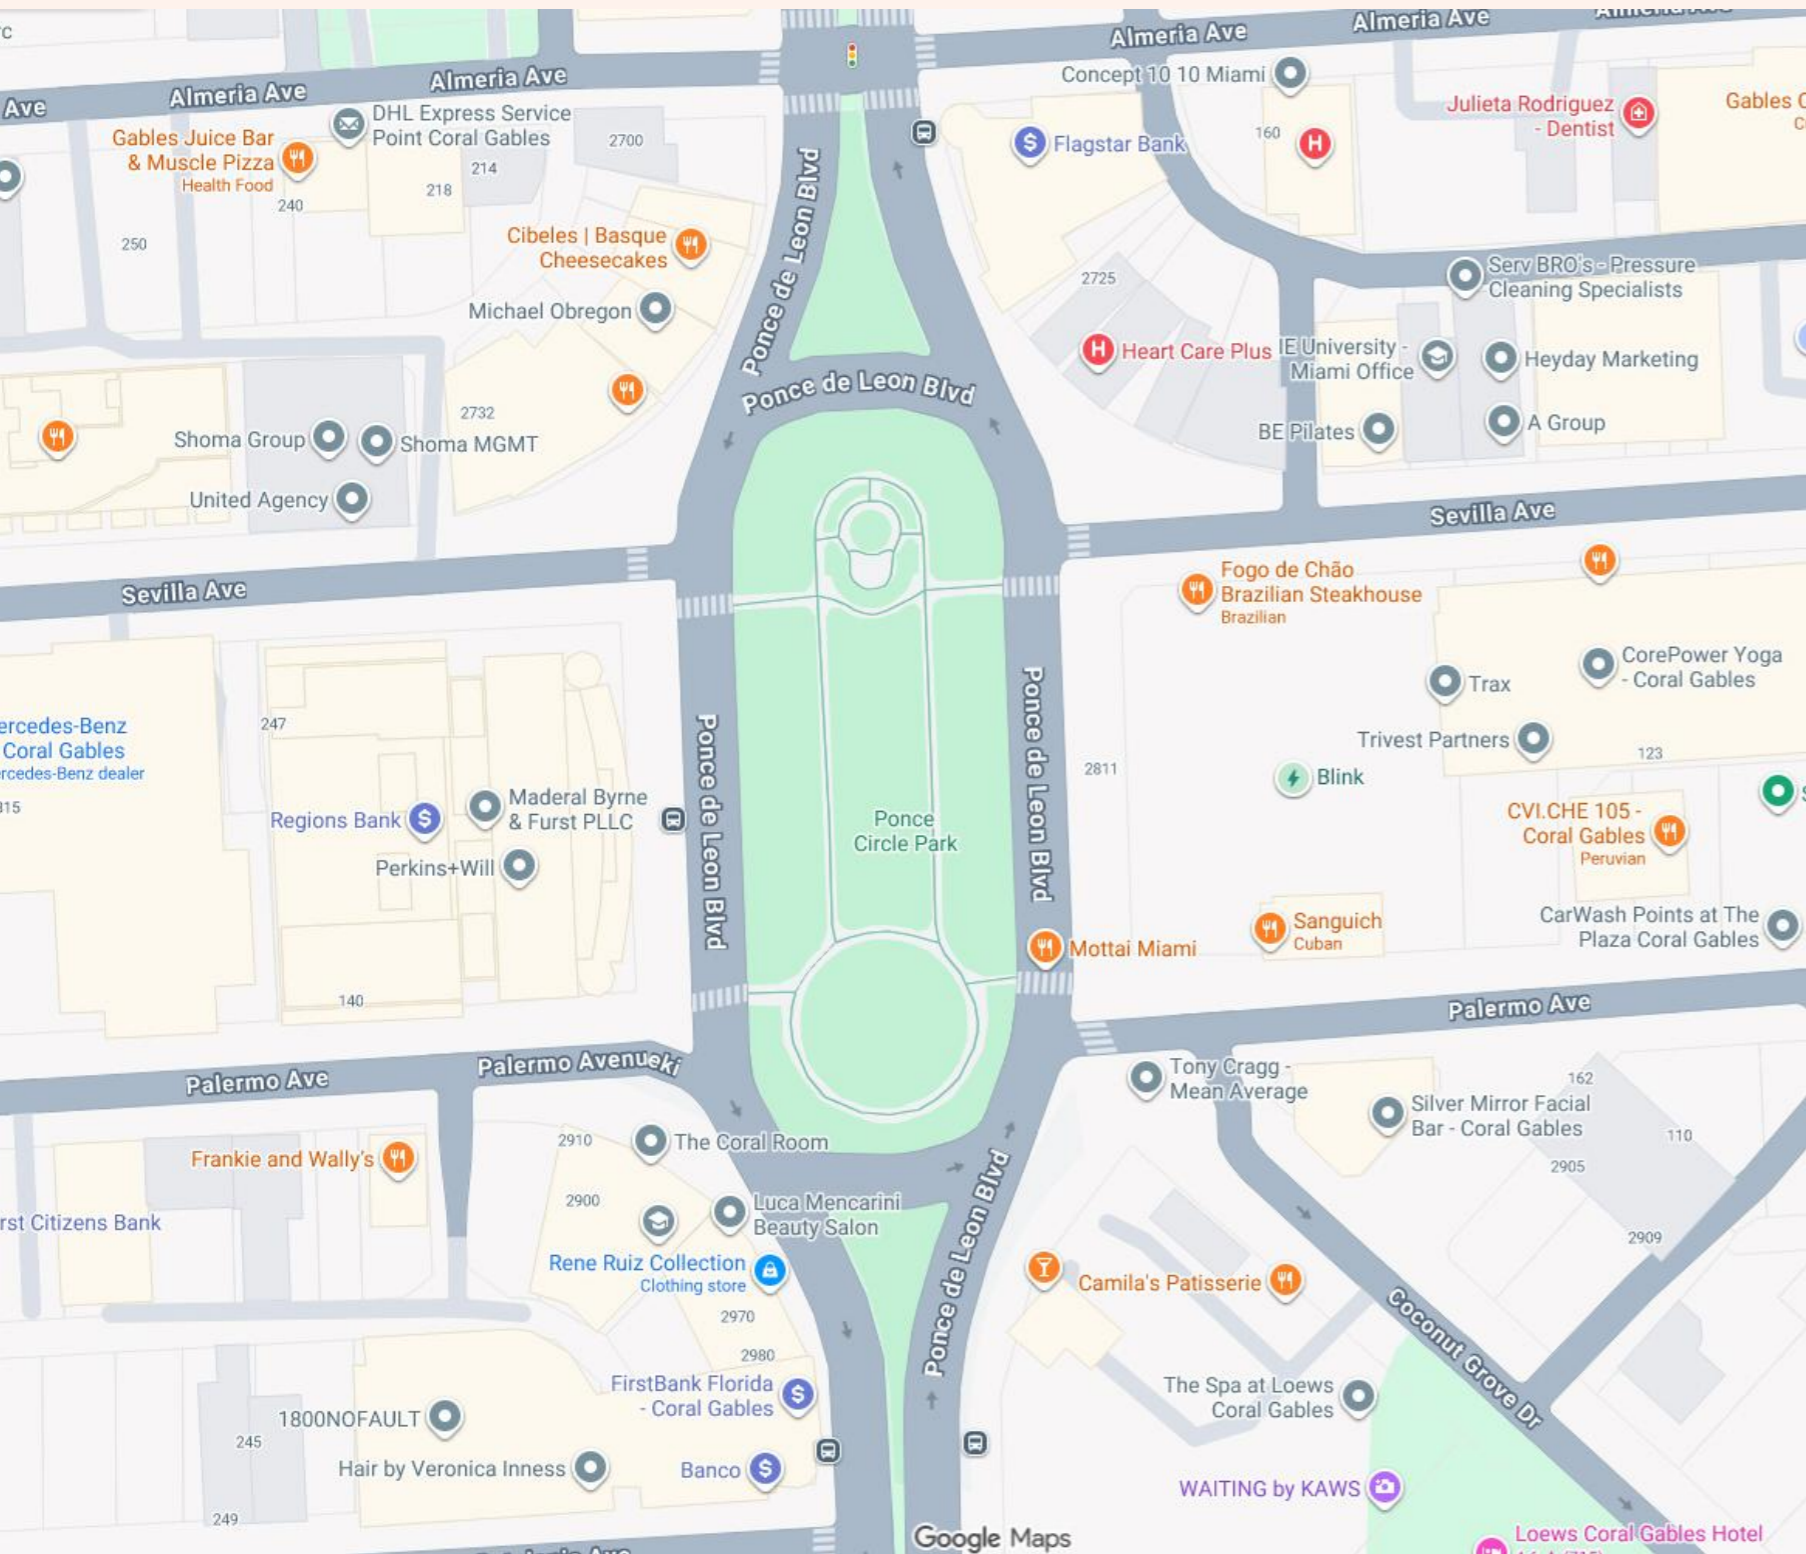 Almeria Ave
Almeria Ave
Almeria Ave
Almeria Ave
Ave
Concept 10 10 Miami
DHL Express Service
Point Coral Gables
Gables Juice Bar
& Muscle Pizza
Health Food
2700
214
218
240
250
Flagstar Bank
160
Julieta Rodriguez
- Dentist
Gables
Ponce de Leon Blvd
Cibeles | Basque
Cheesecakes
Michael Obregon
2725
Serv BRO's - Pressure
Cleaning Specialists
Heart Care Plus
IE University -
Miami Office
Heyday Marketing
Ponce de Leon Blvd
2732
Shoma Group
Shoma MGMT
BE Pilates
A Group
United Agency
Sevilla Ave
Sevilla Ave
Fogo de Chão
Brazilian Steakhouse
Brazilian
CorePower Yoga
- Coral Gables
Trax
Trivest Partners
123
247
ercedes-Benz
Coral Gables
rcedes-Benz dealer
315
Ponce de Leon Blvd
Ponce de Leon Blvd
2811
Blink
Maderal Byrne
& Furst PLLC
Regions Bank
Perkins+Will
Ponce
Circle Park
CVI.CHE 105 -
Coral Gables
Peruvian
Sanguich
Cuban
CarWash Points at The
Plaza Coral Gables
Mottai Miami
140
Palermo Ave
Palermo Avenueki
Palermo Ave
Tony Cragg -
Mean Average
162
Silver Mirror Facial
Bar - Coral Gables
110
2905
2910
The Coral Room
Frankie and Wally's
2900
Luca Mencarini
Beauty Salon
rst Citizens Bank
2909
Rene Ruiz Collection
Clothing store
Ponce de Leon Blvd
Camila's Patisserie
2970
2980
Coconut Grove Dr
FirstBank Florida
- Coral Gables
The Spa at Loews
Coral Gables
1800NOFAULT
245
Hair by Veronica Inness
Banco
WAITING by KAWS
249
Google Maps
Loews Coral Gables Hotel